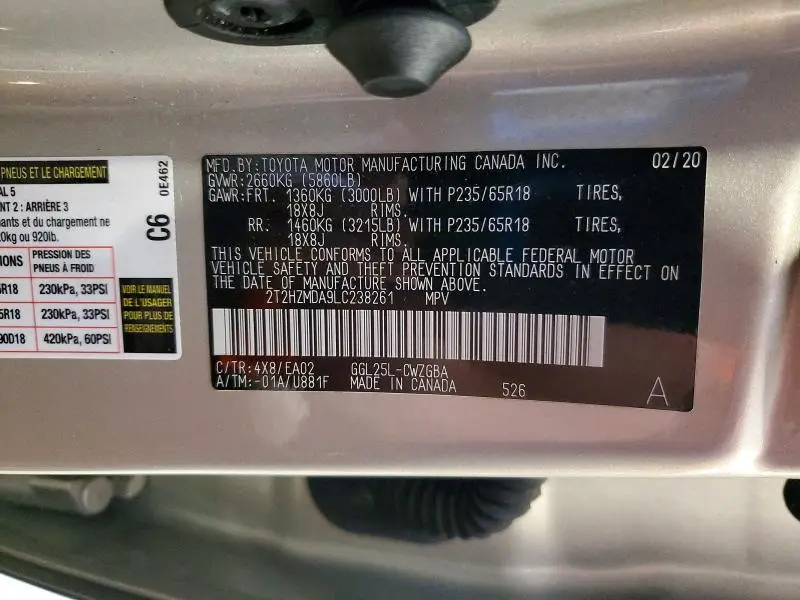 PNEUS ET LE CHARGEMENT
AL 5
NT 2 : ARRIÈRE 3
ants et du chargement ne
0kg ou 920lb.
C6
0E462
IONS PRESSION DES PNEUS À FROID
R18 230kPa, 33PSI
5R18 230kPa, 33PSI
90D18 420kPa, 60PSI
VOIR LE MANUEL
DE L'USAGER
POUR PLUS DE
RENSEIGNEMENTS
MFD. BY: TOYOTA MOTOR MANUFACTURING CANADA INC. 02/20
GVWR: 2660KG (5860LB)
GAWR: FRT. 1360KG (3000LB) WITH P235/65R18 TIRES,
18X8J RIMS.
RR. 1460KG (3215LB) WITH P235/65R18 TIRES,
18X8J RIMS.
THIS VEHICLE CONFORMS TO ALL APPLICABLE FEDERAL MOTOR
VEHICLE SAFETY AND THEFT PREVENTION STANDARDS IN EFFECT ON
THE DATE OF MANUFACTURE SHOWN ABOVE.
2T2HZMDA9LC238261 MPV
C/TR: 4X8/EA02 GGL25L-CWZGBA
A/TM: -01A/U881F MADE IN CANADA 526 A